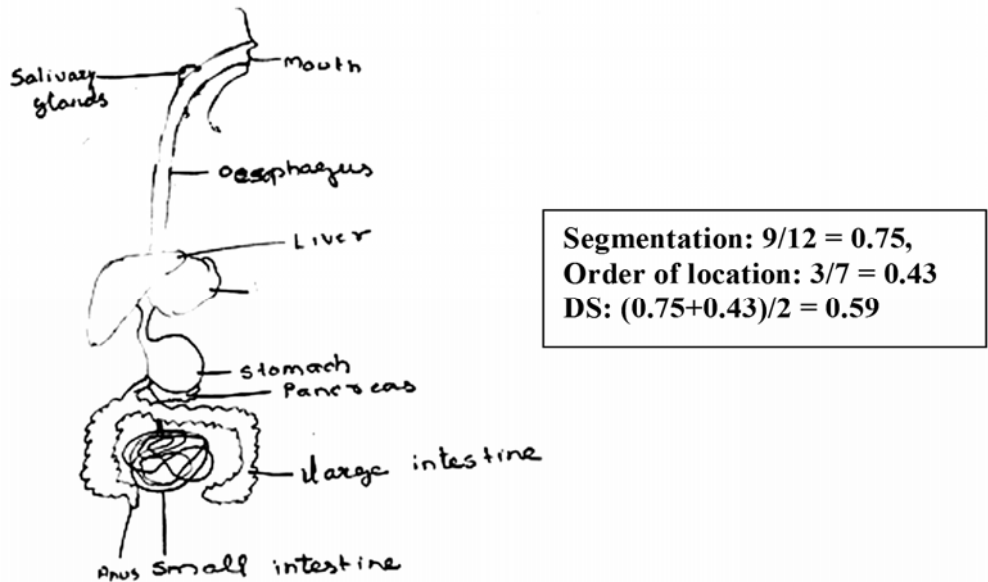 Mouth
Salivary
glands
Oesophagus
Liver
Segmentation: 9/12 = 0.75,
Order of location: 3/7 = 0.43
DS: (0.75+0.43)/2 = 0.59
Stomach
Pancreas
large intestine
Anus small intestine